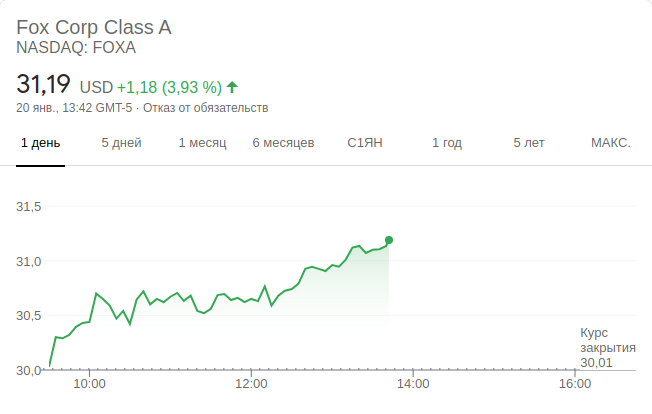 Fox Corp Class A
NASDAQ: FOXA
31,19 USD +1,18 (3,93 %)
20 янв., 13:42 GMT-5 · Отказ от обязательств
1 день 5 дней 1 месяц 6 месяцев С1ЯН 1 год 5 лет МАКС.
31,5
31,0
30,5
Курс
закрытия
30,01
30,0
10:00 12:00 14:00 16:00